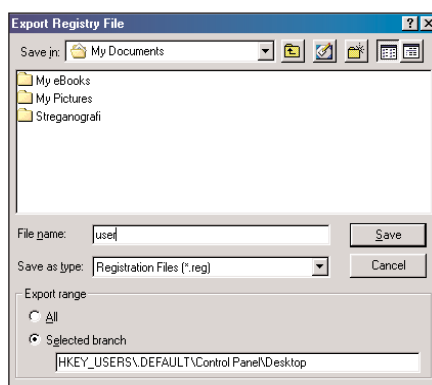 Export Registry File
Save in: My Documents
My eBooks
My Pictures
Streganografi
File name: user Save
Save as type: Registration Files (*.reg) Cancel
Export range
All
Selected branch
HKEY_USERS\.DEFAULT\Control Panel\Desktop